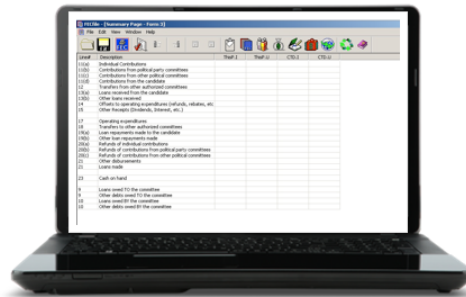 FECfile - [Summary Page - Form 3]
File Edit View Window Help
Line# Description ThisP.I ThisP.U CTD.I CTD.U
11(a) Individual Contributions
11(b) Contributions from political party committees
11(c) Contributions from other political committees
11(d) Contributions from the candidate
12 Transfers from other authorized committees
13(a) Loans received from the candidate
13(b) Other loans received
14 Offsets to operating expenditures (refunds, rebates, etc
15 Other Receipts (Dividends, Interest, etc.)
17 Operating expenditures
18 Transfers to other authorized committees
19(a) Loan repayments made to the candidate
19(b) Other loan repayments made
20(a) Refunds of individual contributions
20(b) Refunds of contributions from political party committees
20(c) Refunds of contributions from other political committees
21 Other disbursements
21 Loans made
23 Cash on hand
9 Loans owed TO the committee
9 Other debts owed TO the committee
10 Loans owed BY the committee
10 Other debts owed BY the committee